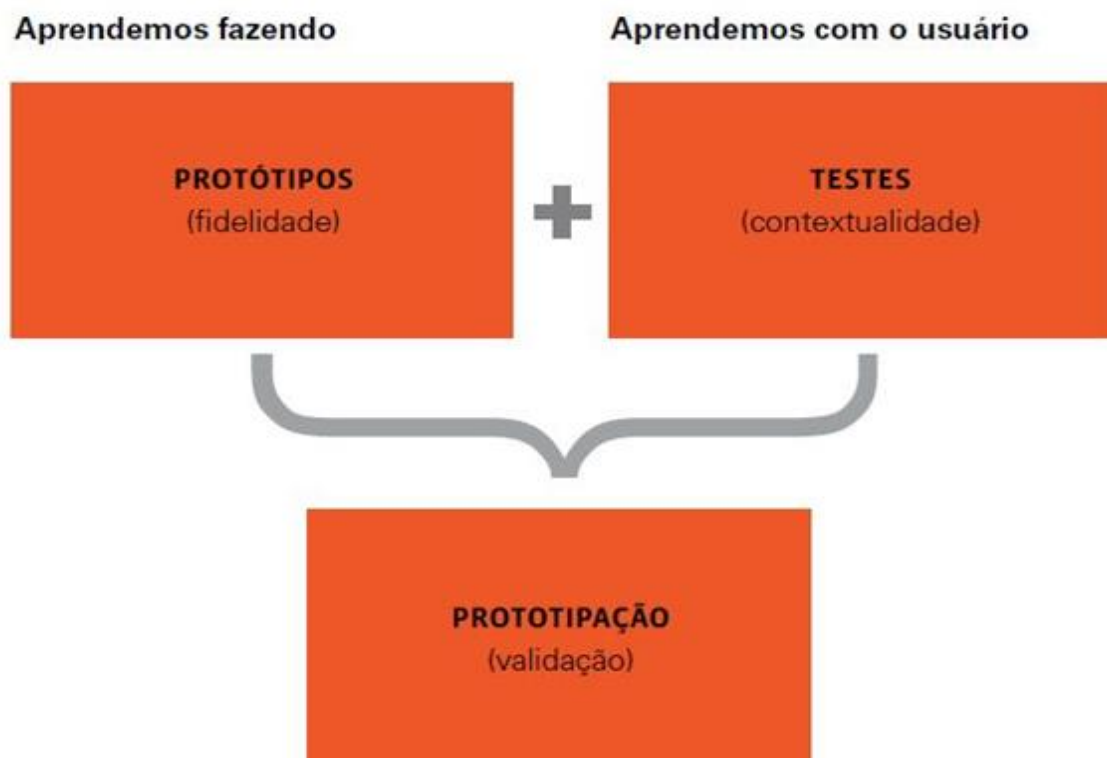 Aprendemos fazendo
Aprendemos com o usuário
PROTÓTIPOS
(fidelidade)
TESTES
(contextualidade)
PROTOTIPAÇÃO
(validação)